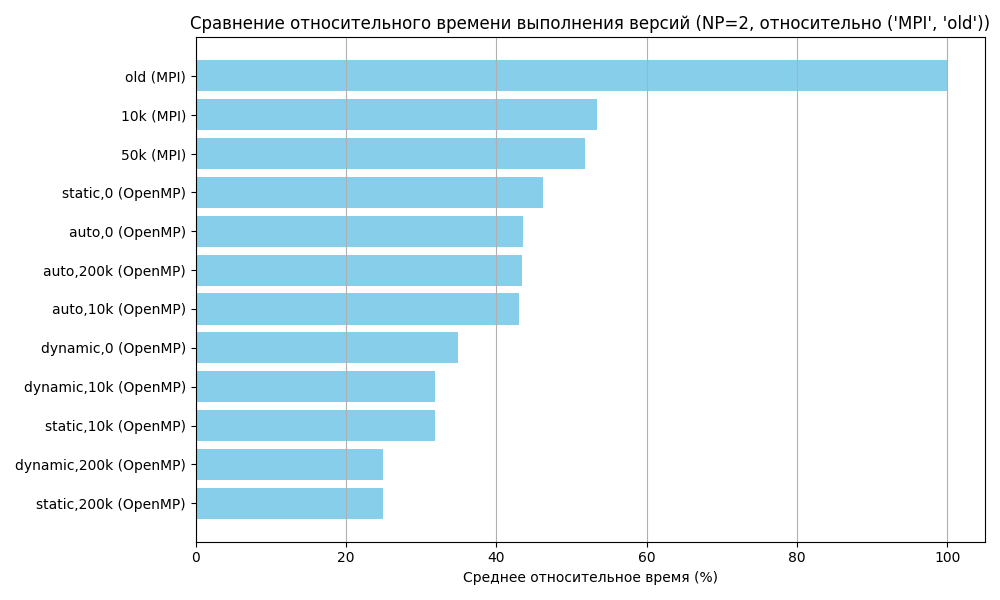 Сравнение относительного времени выполнения версий (NP=2, относительно ('MPI', 'old'))
old (MPI)
10k (MPI)
50k (MPI)
static,0 (OpenMP)
auto,0 (OpenMP)
auto,200k (OpenMP)
auto,10k (OpenMP)
dynamic,0 (OpenMP)
dynamic,10k (OpenMP)
static,10k (OpenMP)
dynamic,200k (OpenMP)
static,200k (OpenMP)
0 20 40 60 80 100
Среднее относительное время (%)